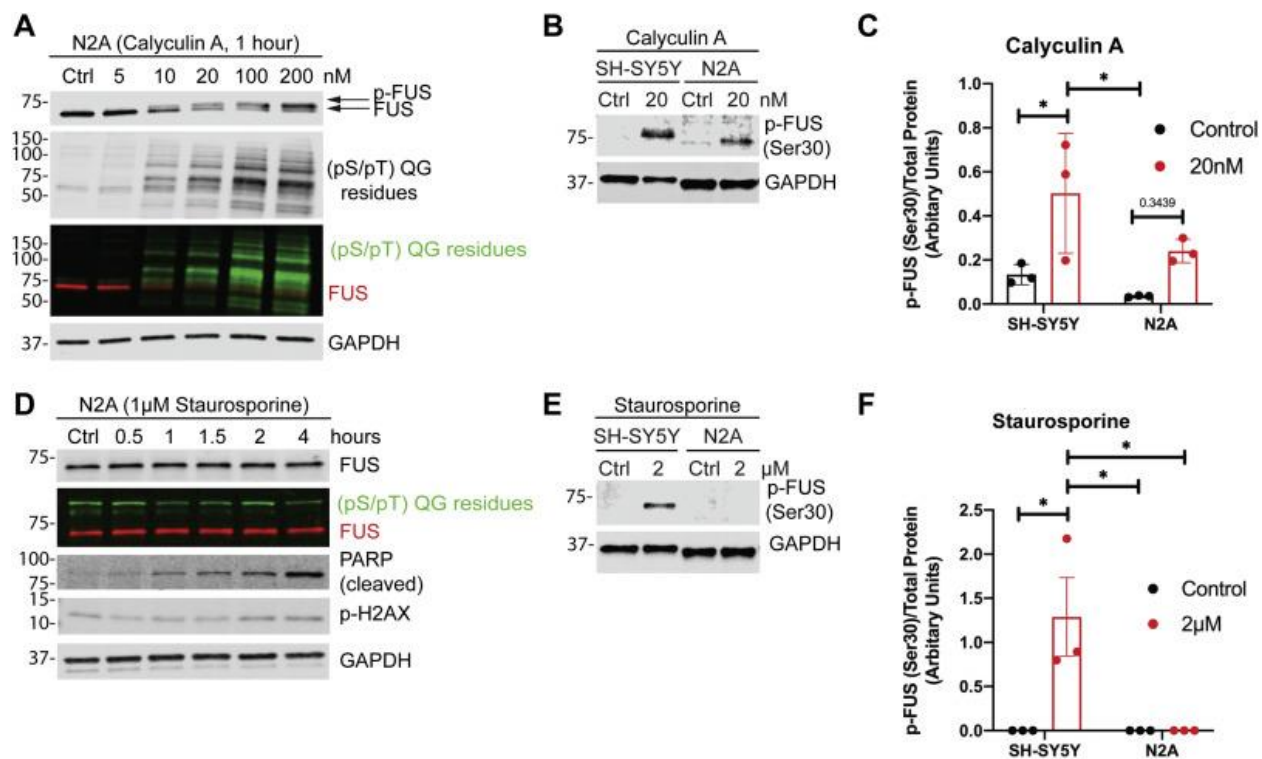 A
N2A (Calyculin A, 1 hour)
Ctrl 5 10 20 100 200 nM
75-
p-FUS
FUS
150-
100-
75-
50-
(pS/pT) QG
residues
150-
100-
75-
50-
(pS/pT) QG residues
FUS
37-
GAPDH
B
Calyculin A
SH-SY5Y N2A
Ctrl 20 Ctrl 20 nM
75-
p-FUS
(Ser30)
37-
GAPDH
C
Calyculin A
p-FUS (Ser30)/Total Protein
(Arbitary Units)
1.0
0.8
0.6
0.4
0.2
0.0
*
*
0.3439
Control
20nM
SH-SY5Y N2A
D
N2A (1μM Staurosporine)
Ctrl 0.5 1 1.5 2 4 hours
75-
FUS
(pS/pT) QG residues
75-
FUS
100-
75-
PARP
(cleaved)
15-
10-
p-H2AX
37-
GAPDH
E
Staurosporine
SH-SY5Y N2A
Ctrl 2 Ctrl 2 μM
75-
p-FUS
(Ser30)
37-
GAPDH
F
Staurosporine
p-FUS (Ser30)/Total Protein
(Arbitary Units)
2.5
2.0
1.5
1.0
0.5
0.0
*
*
*
Control
2μM
SH-SY5Y N2A